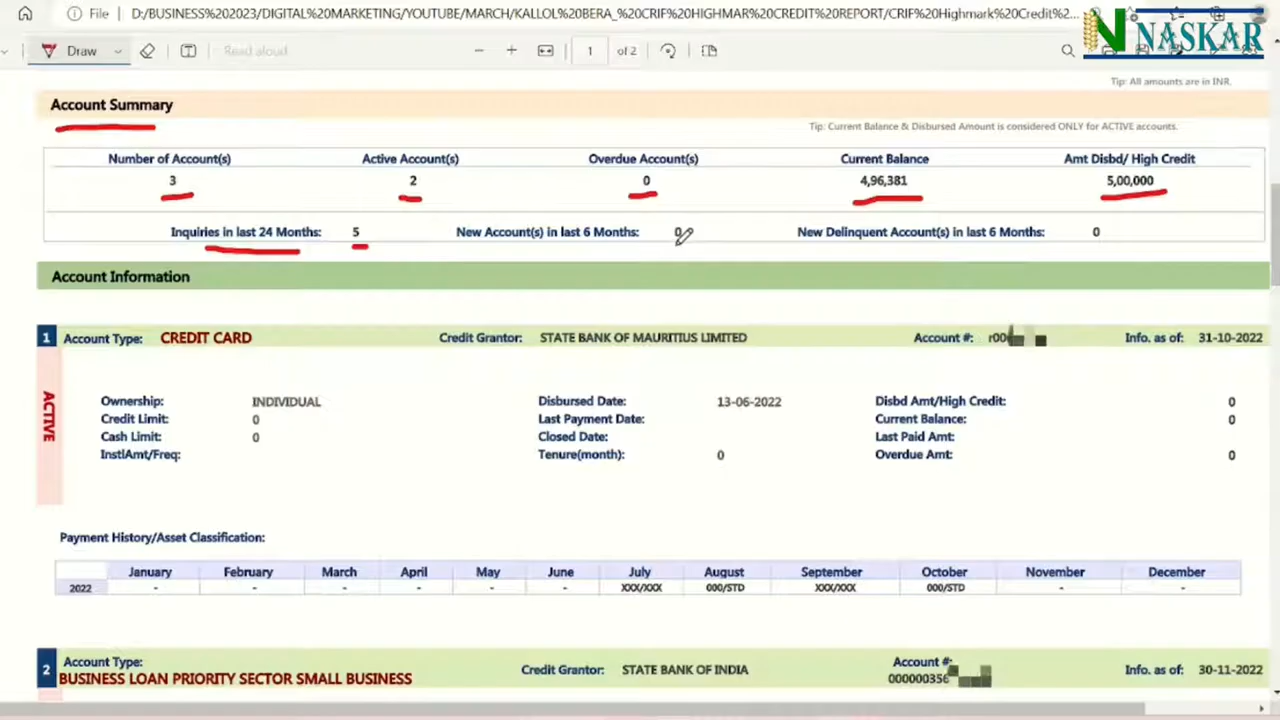 File D:/BUSINESS%202023/DIGITAL%20MARKETING/YOUTUBE/MARCH/KALLOL%20BERA_%20CRIF%20HIGHMAR%20CREDIT%20REPORT/CRIF%20Highmark%20Credit%2...
NASKAR
Draw Read aloud 1 of 2
Tip: All amounts are in INR.
Account Summary
Tip: Current Balance & Disbursed Amount is considered ONLY for ACTIVE accounts.
Number of Account(s) Active Account(s) Overdue Account(s) Current Balance Amt Disbd/ High Credit
3 2 0 4,96,381 5,00,000
Inquiries in last 24 Months: 5 New Account(s) in last 6 Months: 0 New Delinquent Account(s) in last 6 Months: 0
Account Information
1 Account Type: CREDIT CARD Credit Grantor: STATE BANK OF MAURITIUS LIMITED Account #: r00 Info. as of: 31-10-2022
ACTIVE
Ownership: INDIVIDUAL Disbursed Date: 13-06-2022 Disbd Amt/High Credit: 0
Credit Limit: 0 Last Payment Date: Current Balance: 0
Cash Limit: 0 Closed Date: Last Paid Amt:
InstlAmt/Freq: Tenure(month): 0 Overdue Amt: 0
Payment History/Asset Classification:
January February March April May June July August September October November December
2022 - - - - - - XXX/XXX 000/STD XXX/XXX 000/STD - -
2 Account Type: Credit Grantor: STATE BANK OF INDIA Account #: Info. as of: 30-11-2022
BUSINESS LOAN PRIORITY SECTOR SMALL BUSINESS 000000356